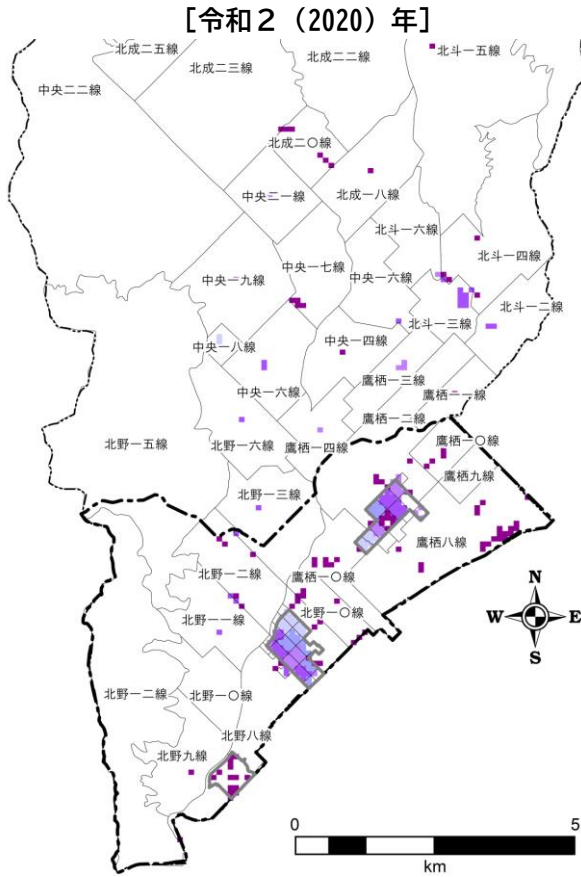 [令和２（2020）年]
北成二五線
北成二三線
北成二二線
北斗一五線
中央二二線
北成二〇線
中央二一線
北成一八線
北斗一六線
北斗一四線
中央一九線
中央一七線
中央一六線
北斗一三線
北斗一二線
中央一八線
中央一四線
鷹栖一三線
中央一六線
鷹栖一一線
鷹栖一二線
北野一五線
北野一六線
鷹栖一四線
鷹栖一〇線
鷹栖九線
北野一三線
鷹栖八線
北野一二線
鷹栖一〇線
北野一一線
北野一〇線
N
W
E
S
北野一二線
北野一〇線
北野八線
北野九線
0
5
km